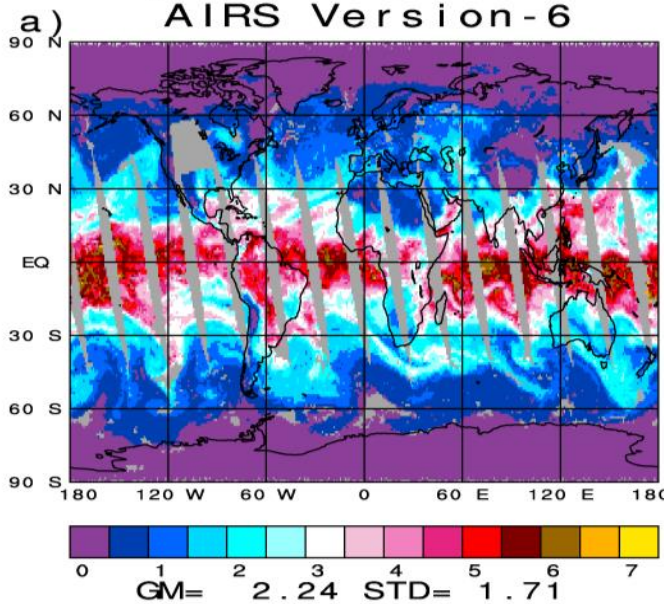 a) AIRS Version-6
90 N
60 N
30 N
EQ
30 S
60 S
90 S
180 120 W 60 W 0 60 E 120 E 180
0 1 2 3 4 5 6 7
GM= 2.24 STD= 1.71